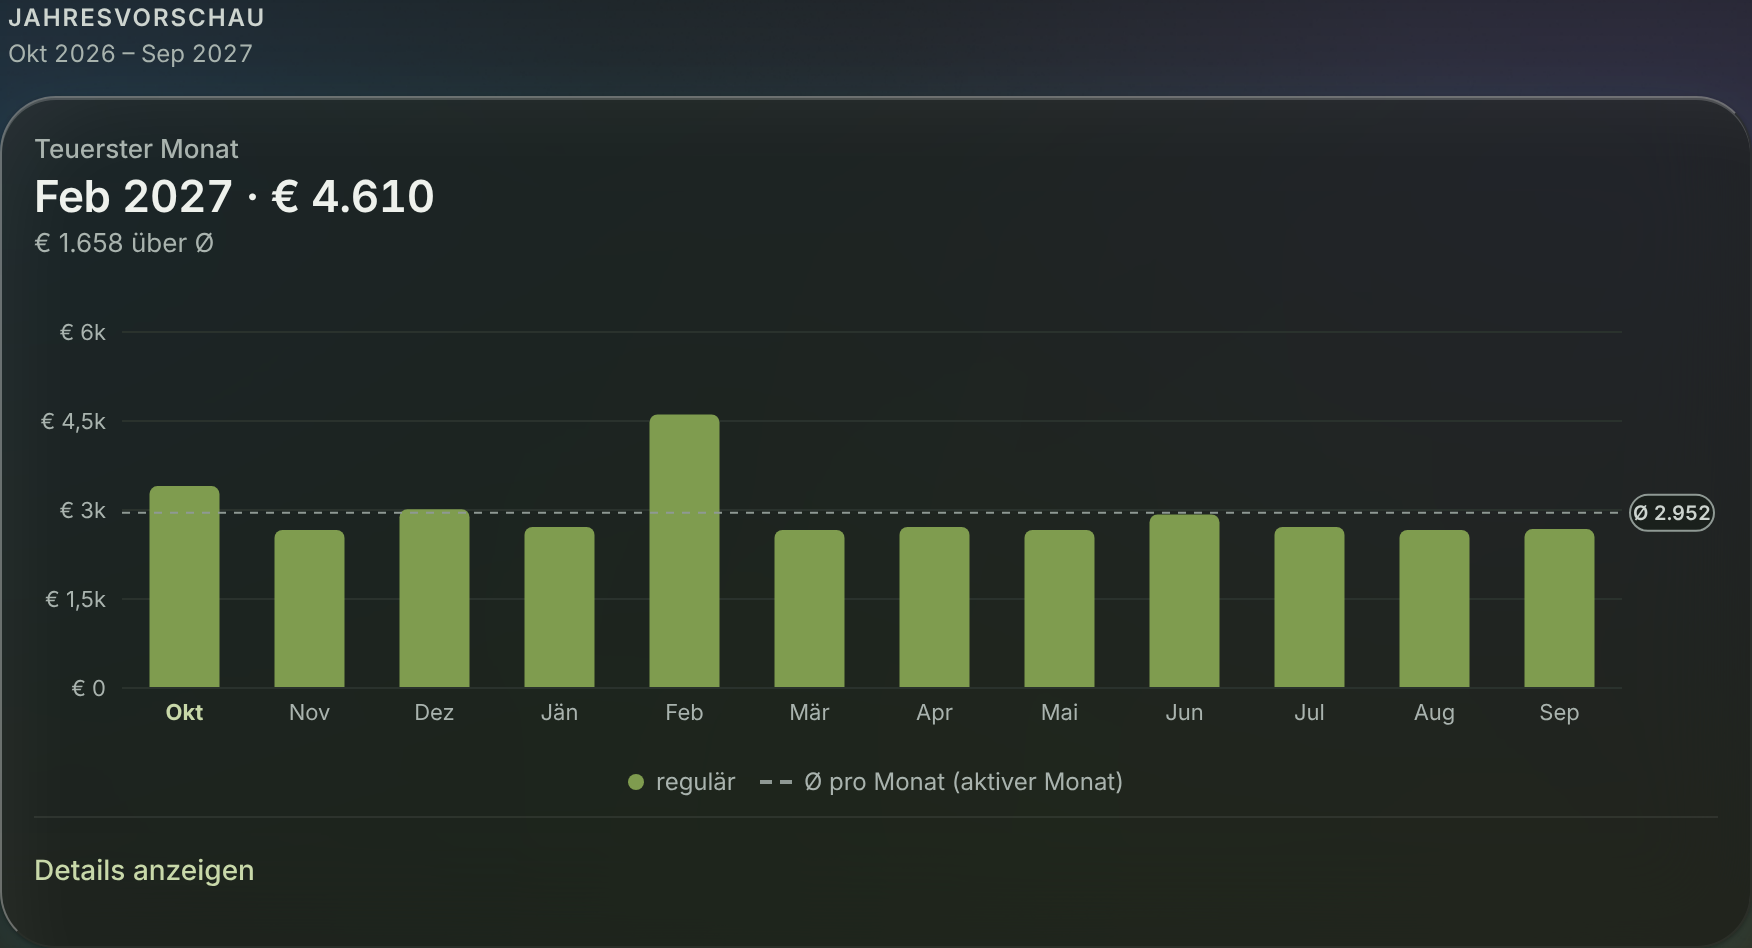 JAHRESVORSCHAU
Okt 2026 – Sep 2027
Teuerster Monat
Feb 2027 · € 4.610
€ 1.658 über Ø
€ 6k
€ 4,5k
€ 3k
Ø 2.952
€ 1,5k
€ 0
Okt Nov Dez Jän Feb Mär Apr Mai Jun Jul Aug Sep
regulär Ø pro Monat (aktiver Monat)
Details anzeigen